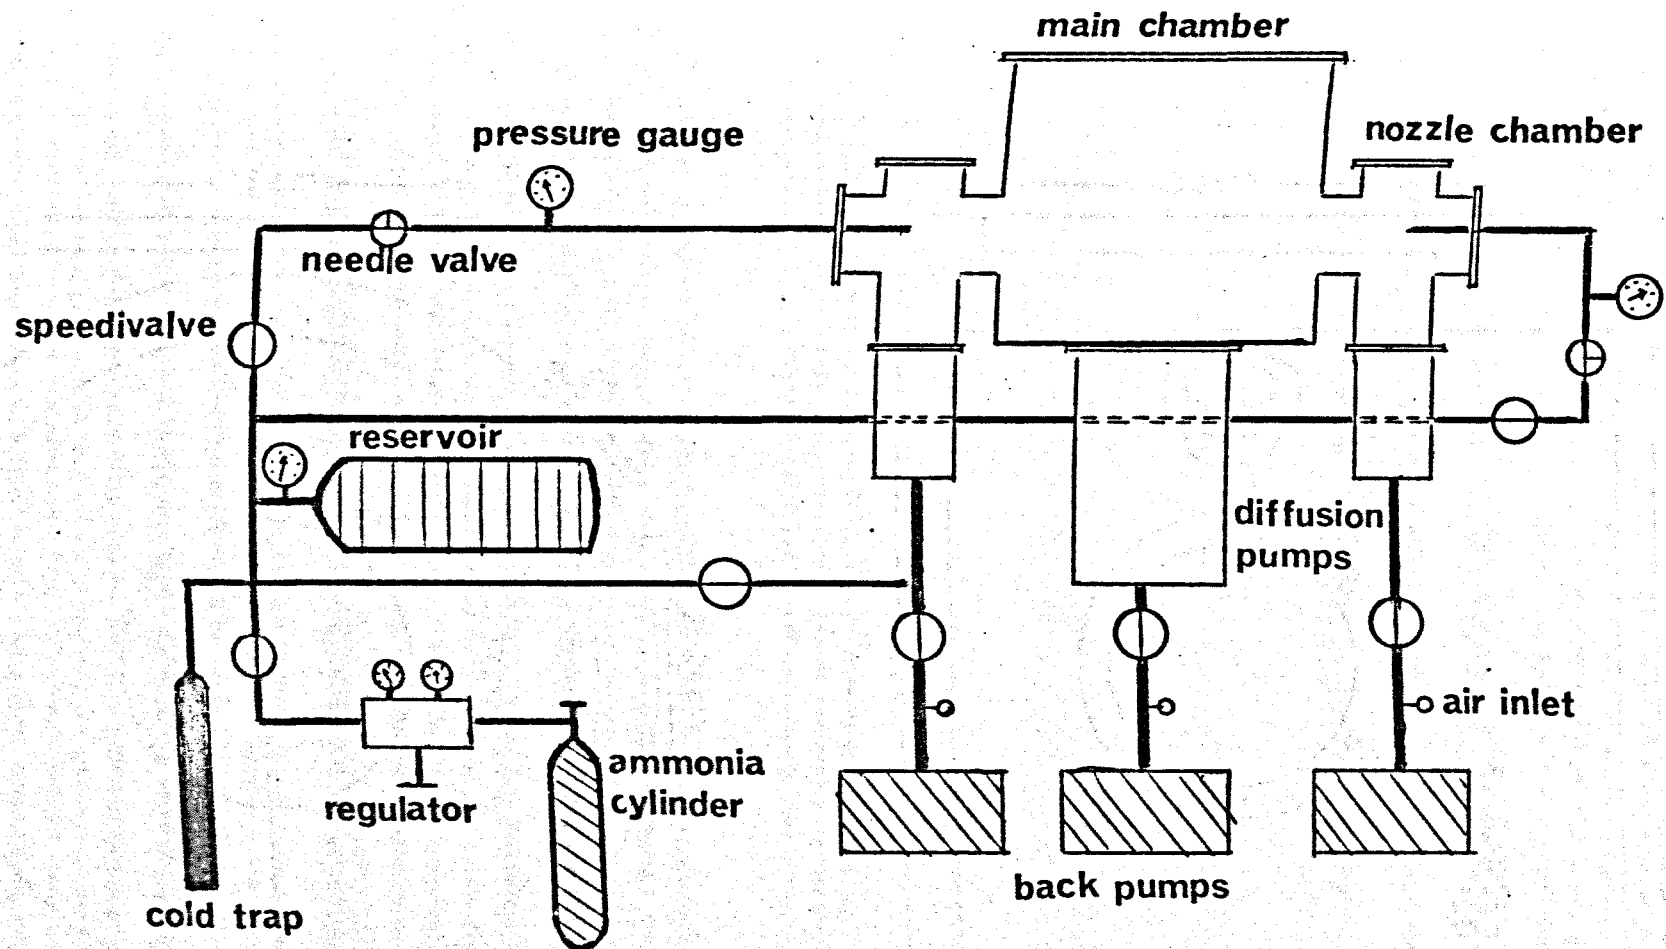 main chamber
pressure gauge
nozzle chamber
needle valve
speedivalve
reservoir
diffusion
pumps
air inlet
ammonia
cylinder
regulator
back pumps
cold trap